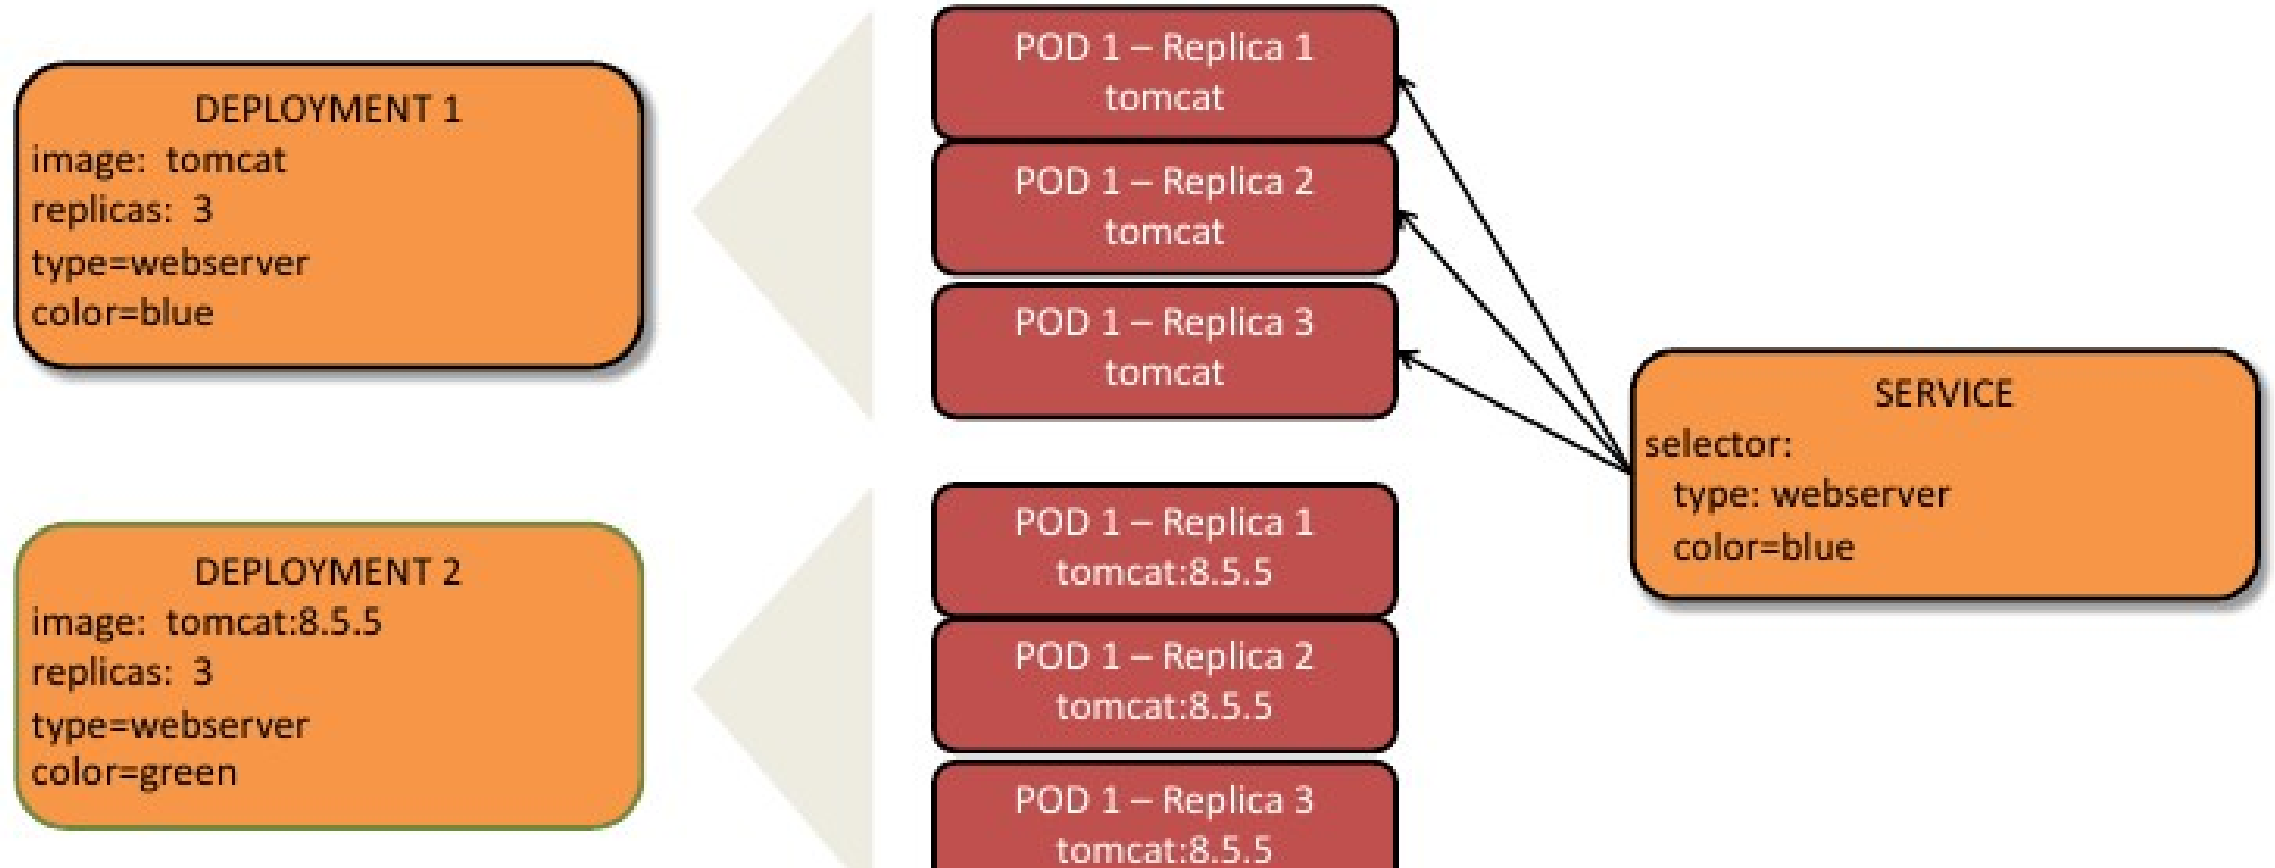 DEPLOYMENT 1
image: tomcat
replicas: 3
type=webserver
color=blue
POD 1 – Replica 1
tomcat
POD 1 – Replica 2
tomcat
POD 1 – Replica 3
tomcat
SERVICE
selector:
type: webserver
color=blue
DEPLOYMENT 2
image: tomcat:8.5.5
replicas: 3
type=webserver
color=green
POD 1 – Replica 1
tomcat:8.5.5
POD 1 – Replica 2
tomcat:8.5.5
POD 1 – Replica 3
tomcat:8.5.5